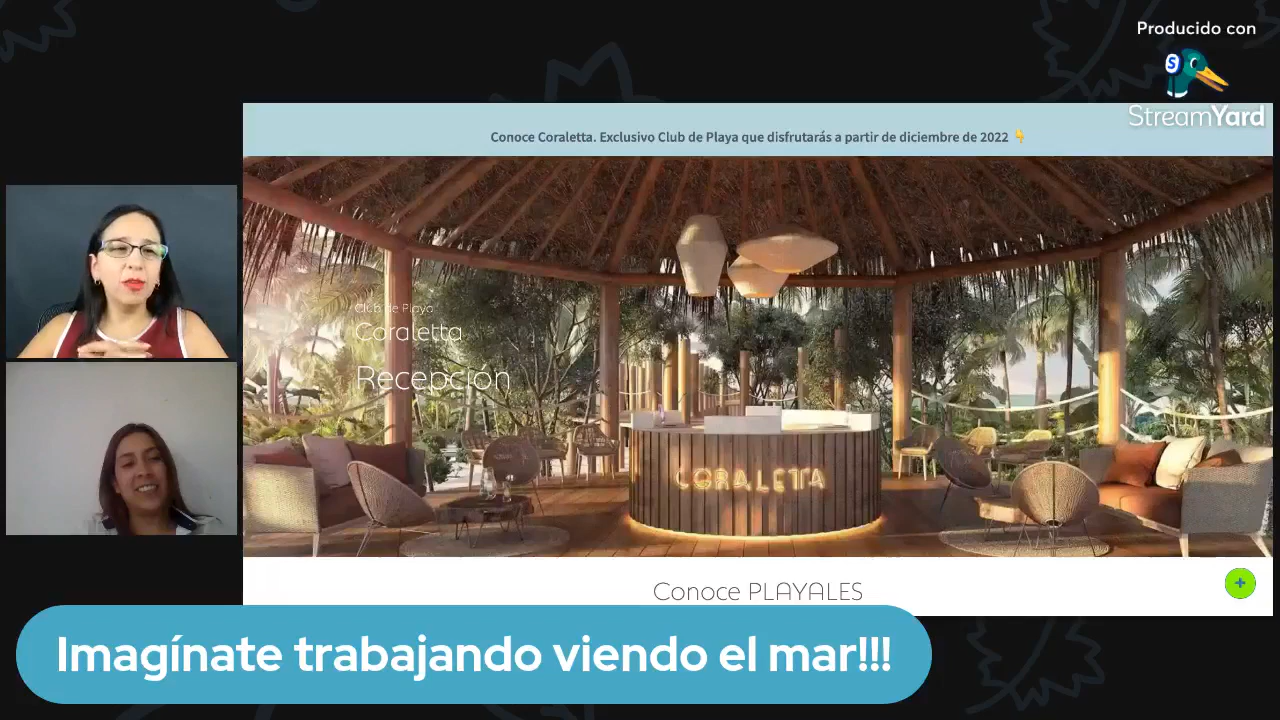 Producido con
S
StreamYard
Conoce Coraletta. Exclusivo Club de Playa que disfrutarás a partir de diciembre de 2022 👇
Club de Playa
Coraletta
Recepción
CORALETTA
Conoce PLAYALES
+
Imagínate trabajando viendo el mar!!!